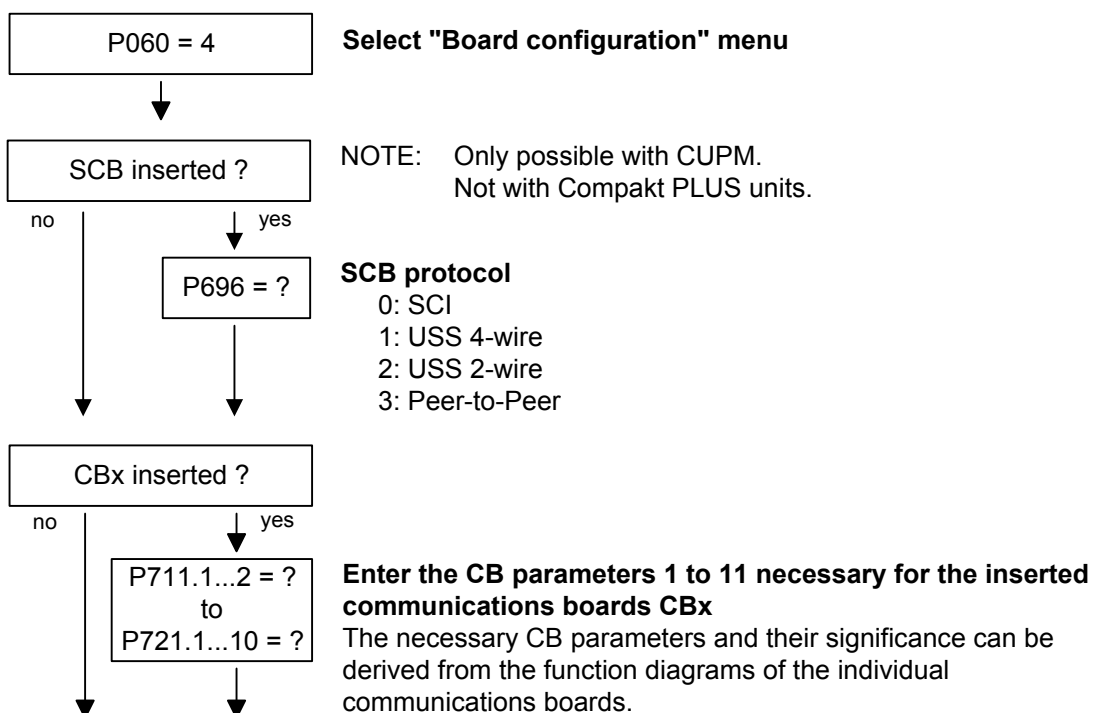 P060 = 4
Select "Board configuration" menu
SCB inserted ?
NOTE: Only possible with CUPM.
Not with Compakt PLUS units.
no
yes
P696 = ?
SCB protocol
0: SCI
1: USS 4-wire
2: USS 2-wire
3: Peer-to-Peer
CBx inserted ?
no
yes
P711.1...2 = ?
to
P721.1...10 = ?
Enter the CB parameters 1 to 11 necessary for the inserted
communications boards CBx
The necessary CB parameters and their significance can be
derived from the function diagrams of the individual
communications boards.